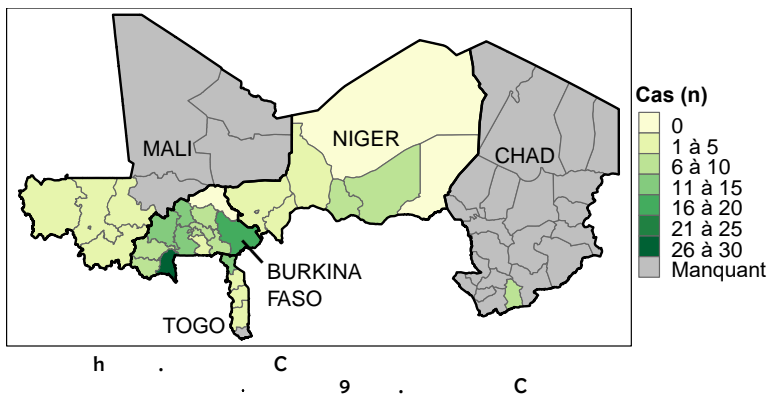 Cas (n)
0
1 à 5
6 à 10
11 à 15
16 à 20
21 à 25
26 à 30
Manquant
MALI
NIGER
CHAD
BURKINA
FASO
TOGO
h . C
. 9 . C